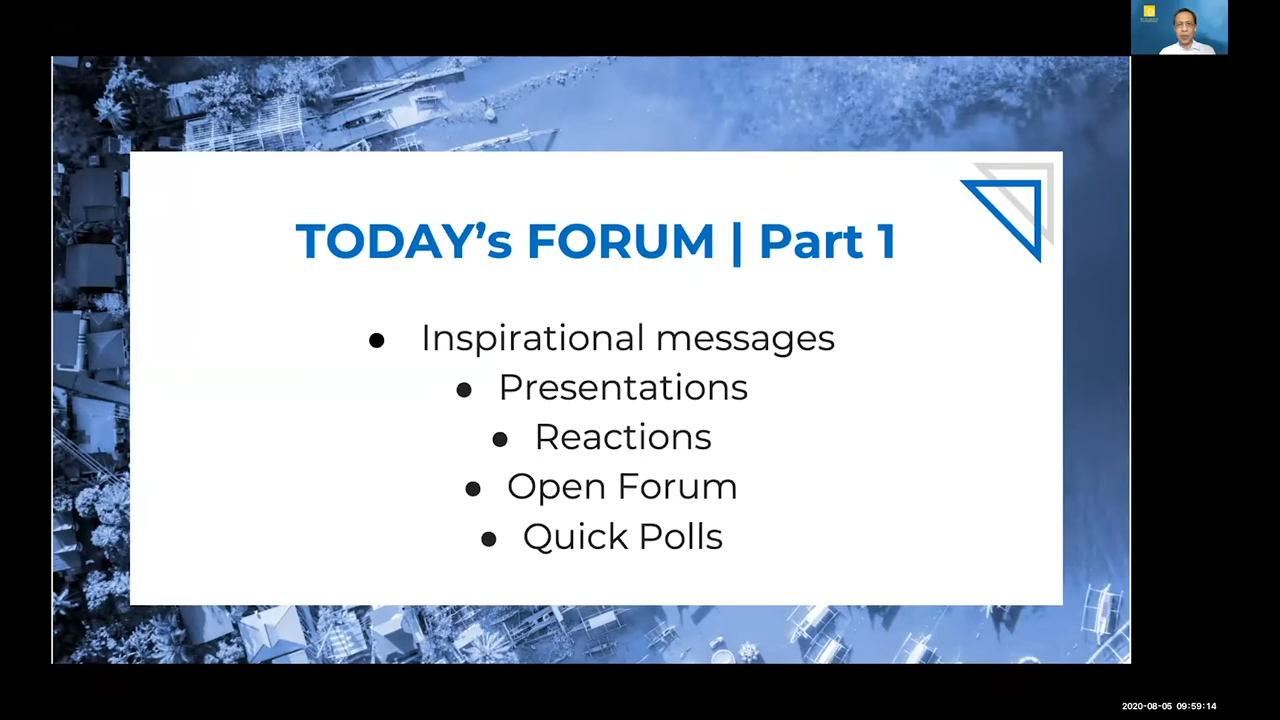 TODAY’s FORUM | Part 1
● Inspirational messages
● Presentations
● Reactions
● Open Forum
● Quick Polls
2020-08-05 09:59:14